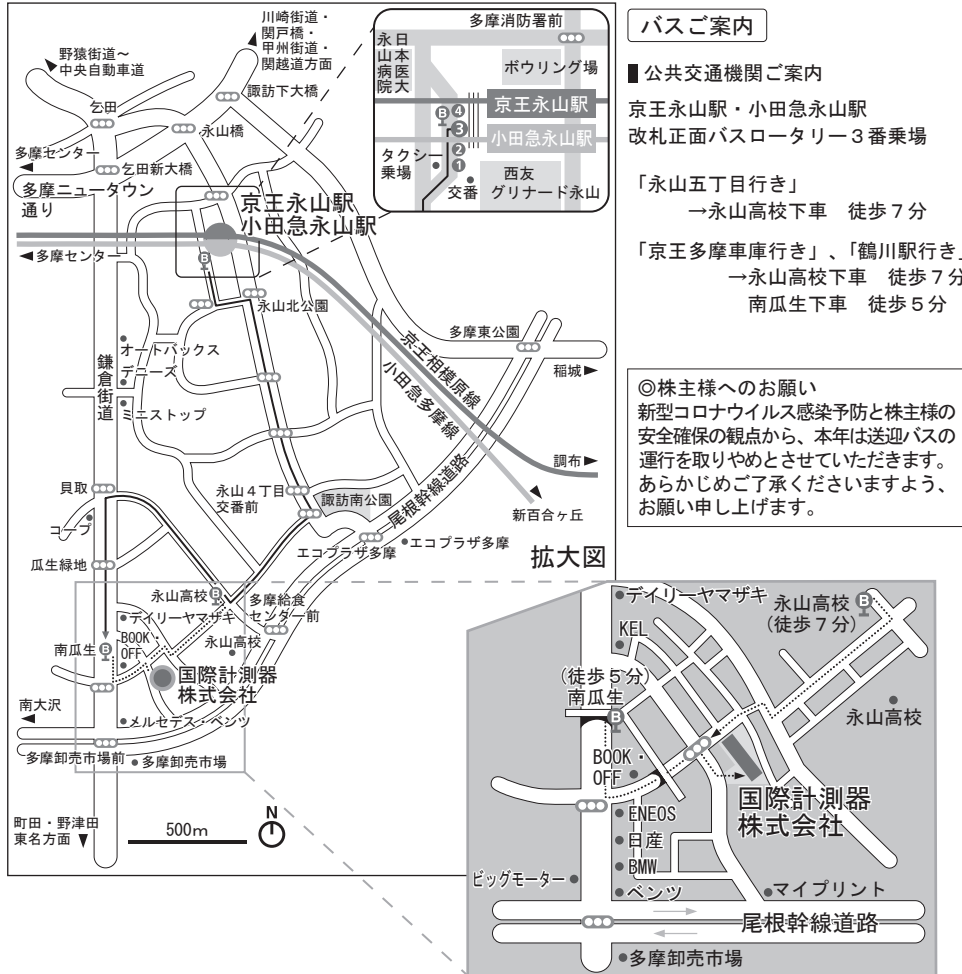 川崎街道・
関戸橋・
甲州街道・
関越道方面
野猿街道〜
中央自動車道
乞田
諏訪下大橋
永山橋
多摩センター
乞田新大橋
多摩ニュータウン
通り
京王永山駅
小田急永山駅
多摩センター
B
永山北公園
オートバックス
デニーズ
ミニストップ
鎌倉街道
多摩東公園
京王相模原線
小田急多摩線
稲城
調布
新百合ヶ丘
尾根幹線道路
貝取
コープ
瓜生緑地
永山4丁目
交番前
諏訪南公園
エコプラザ多摩
エコプラザ多摩
永山高校
B
多摩給食
センター前
デイリーヤマザキ
BOOK・
OFF
南瓜生
B
永山高校
国際計測器
株式会社
南大沢
メルセデス・ベンツ
多摩卸売市場前
多摩卸売市場
町田・野津田
東名方面
500m
N
多摩消防署前
日本医大
永山病院
ボウリング場
京王永山駅
小田急永山駅
B
4
3
2
1
タクシー
乗場
交番
西友
グリナード永山
バスご案内
公共交通機関ご案内
京王永山駅・小田急永山駅
改札正面バスロータリー3番乗場
「永山五丁目行き」
→永山高校下車 徒歩7分
「京王多摩車庫行き」、「鶴川駅行き」
→永山高校下車 徒歩7分
南瓜生下車 徒歩5分
◎株主様へのお願い
新型コロナウイルス感染予防と株主様の
安全確保の観点から、本年は送迎バスの
運行を取りやめとさせていただきます。
あらかじめご了承くださいますよう、
お願い申し上げます。
拡大図
デイリーヤマザキ
KEL
永山高校
(徒歩7分)
B
(徒歩5分)
南瓜生
B
永山高校
BOOK・
OFF
国際計測器
株式会社
ENEOS
日産
BMW
ビッグモーター
ベンツ
マイプリント
尾根幹線道路
多摩卸売市場